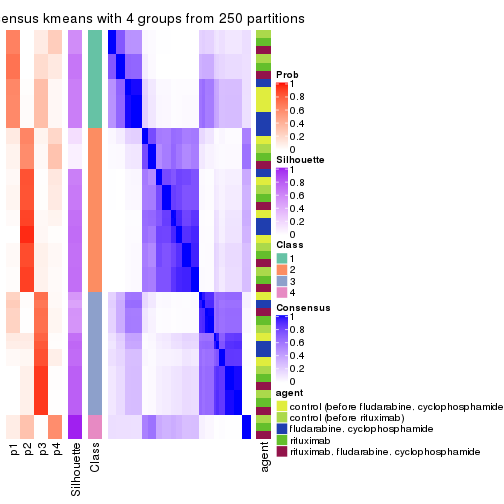 ensus kmeans with 4 groups from 250 partitions
Prob
1
0.8
0.6
0.4
0.2
0
Silhouette
1
0.8
0.6
0.4
0.2
0
Class
1
2
3
4
Consensus
1
0.8
0.6
0.4
0.2
0
agent
control (before fludarabine. cyclophosphamide
control (before rituximab)
fludarabine. cyclophosphamide
rituximab
rituximab. fludarabine. cyclophosphamide
p1
p2
p3
p4
Silhouette
Class
agent